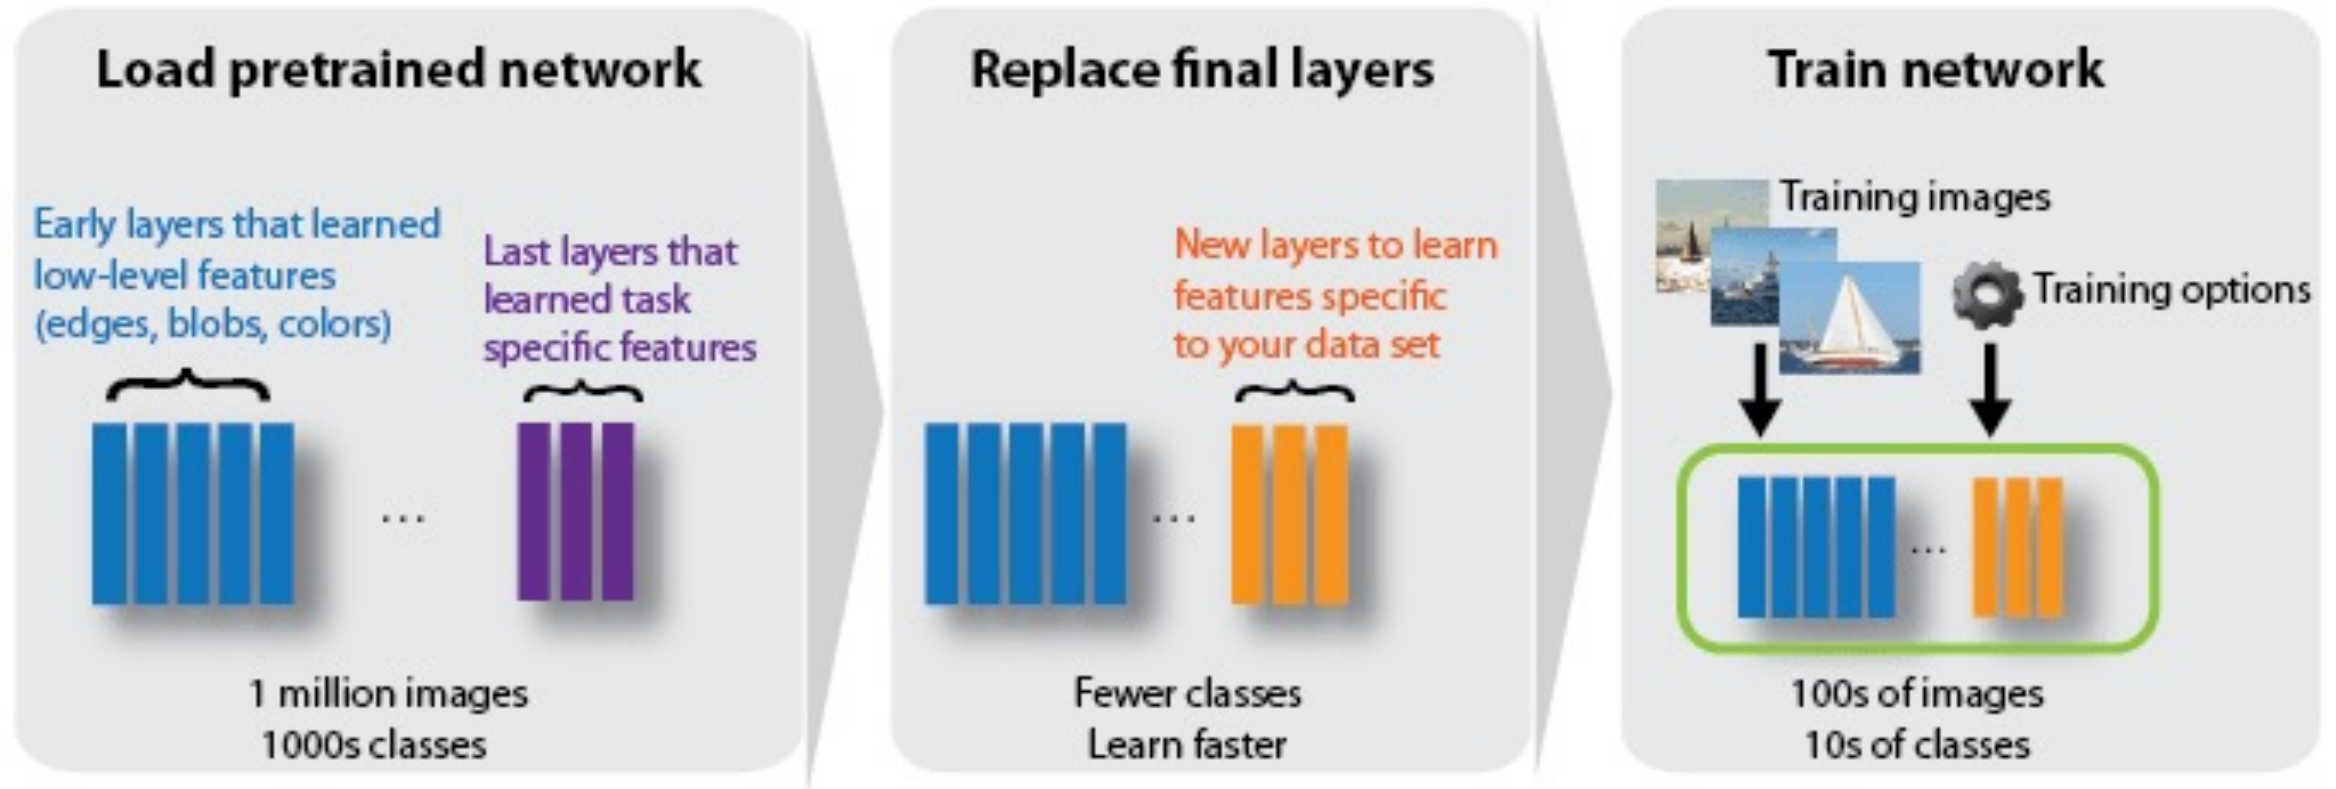 Load pretrained network
Early layers that learned
low-level features
(edges, blobs, colors)
Last layers that
learned task
specific features
...
1 million images
1000s classes
Replace final layers
New layers to learn
features specific
to your data set
...
Fewer classes
Learn faster
Train network
Training images
Training options
...
100s of images
10s of classes